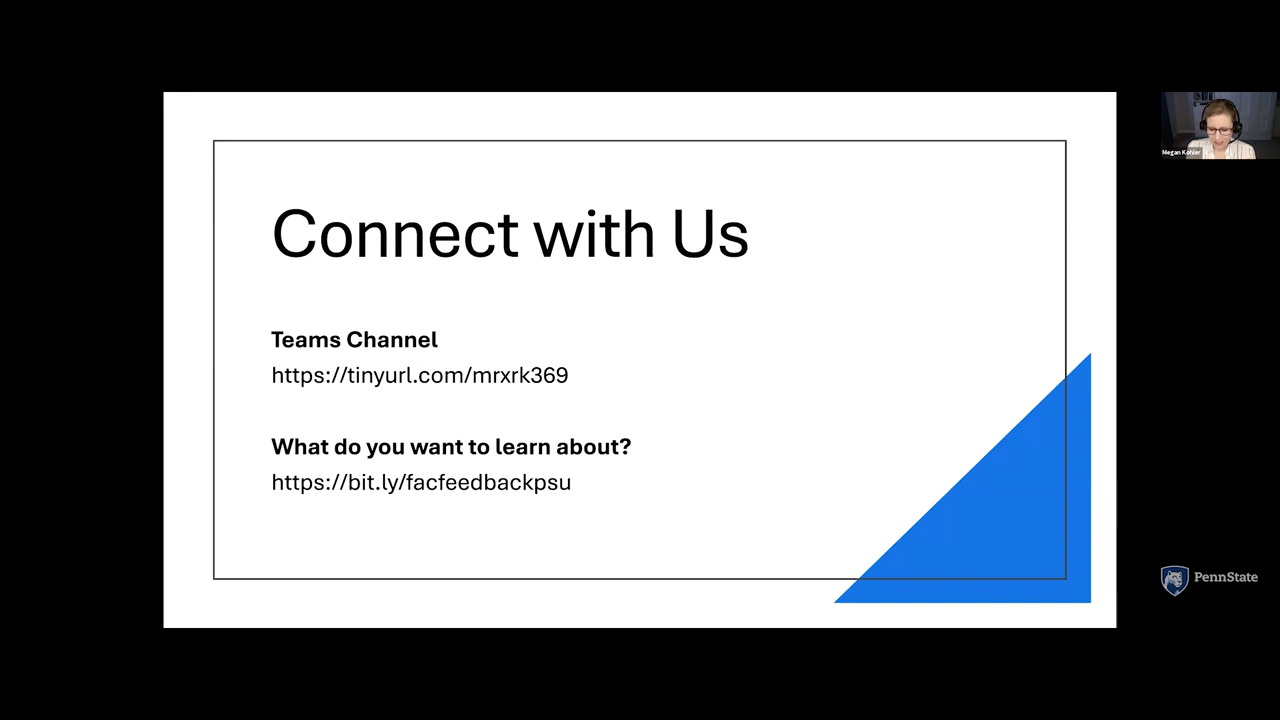 Connect with Us
Teams Channel
https://tinyurl.com/mrxrk369
What do you want to learn about?
https://bit.ly/facfeedbackpsu
Megan Kohler
PennState